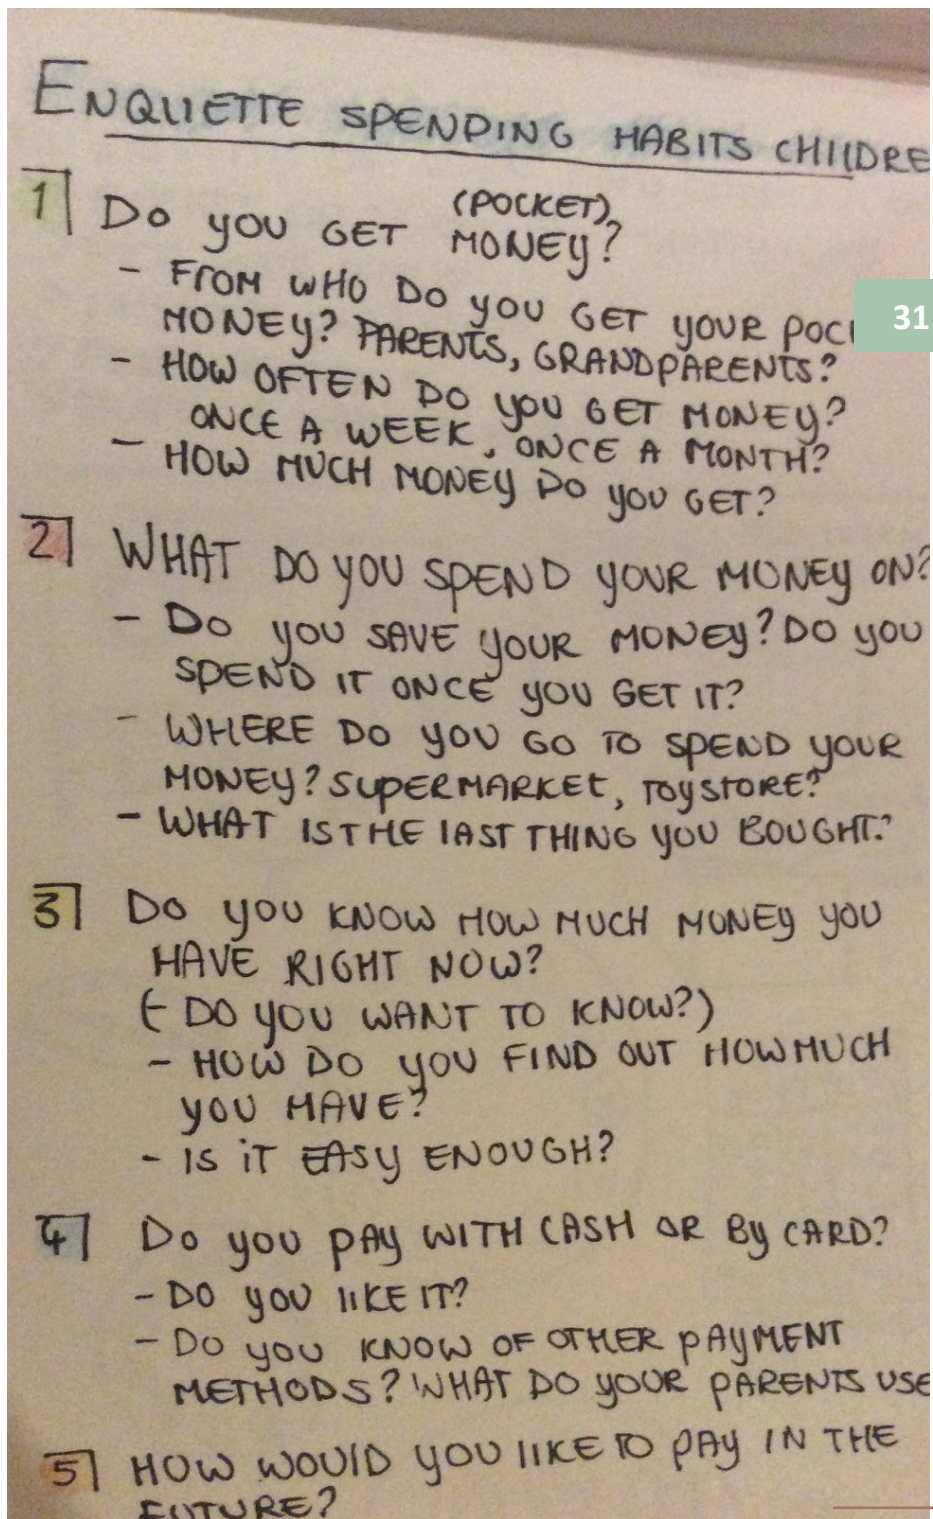 ENQUETTE SPENDING HABITS CHILDRE
1 DO YOU GET (POCKET) MONEY?
- FROM WHO DO YOU GET YOUR POC
31
MONEY? PARENTS, GRANDPARENTS?
- HOW OFTEN DO YOU GET MONEY?
ONCE A WEEK, ONCE A MONTH?
- HOW MUCH MONEY DO YOU GET?
2 WHAT DO YOU SPEND YOUR MONEY ON?
- DO YOU SAVE YOUR MONEY? DO YOU
SPEND IT ONCE YOU GET IT?
- WHERE DO YOU GO TO SPEND YOUR
MONEY? SUPERMARKET, TOYSTORE?
- WHAT IS THE LAST THING YOU BOUGHT?
3 DO YOU KNOW HOW MUCH MONEY YOU
HAVE RIGHT NOW?
(- DO YOU WANT TO KNOW?)
- HOW DO YOU FIND OUT HOW MUCH
YOU HAVE?
- IS IT EASY ENOUGH?
4 DO YOU PAY WITH CASH OR BY CARD?
- DO YOU LIKE IT?
- DO YOU KNOW OF OTHER PAYMENT
METHODS? WHAT DO YOUR PARENTS USE
5 HOW WOULD YOU LIKE TO PAY IN THE
FUTURE?